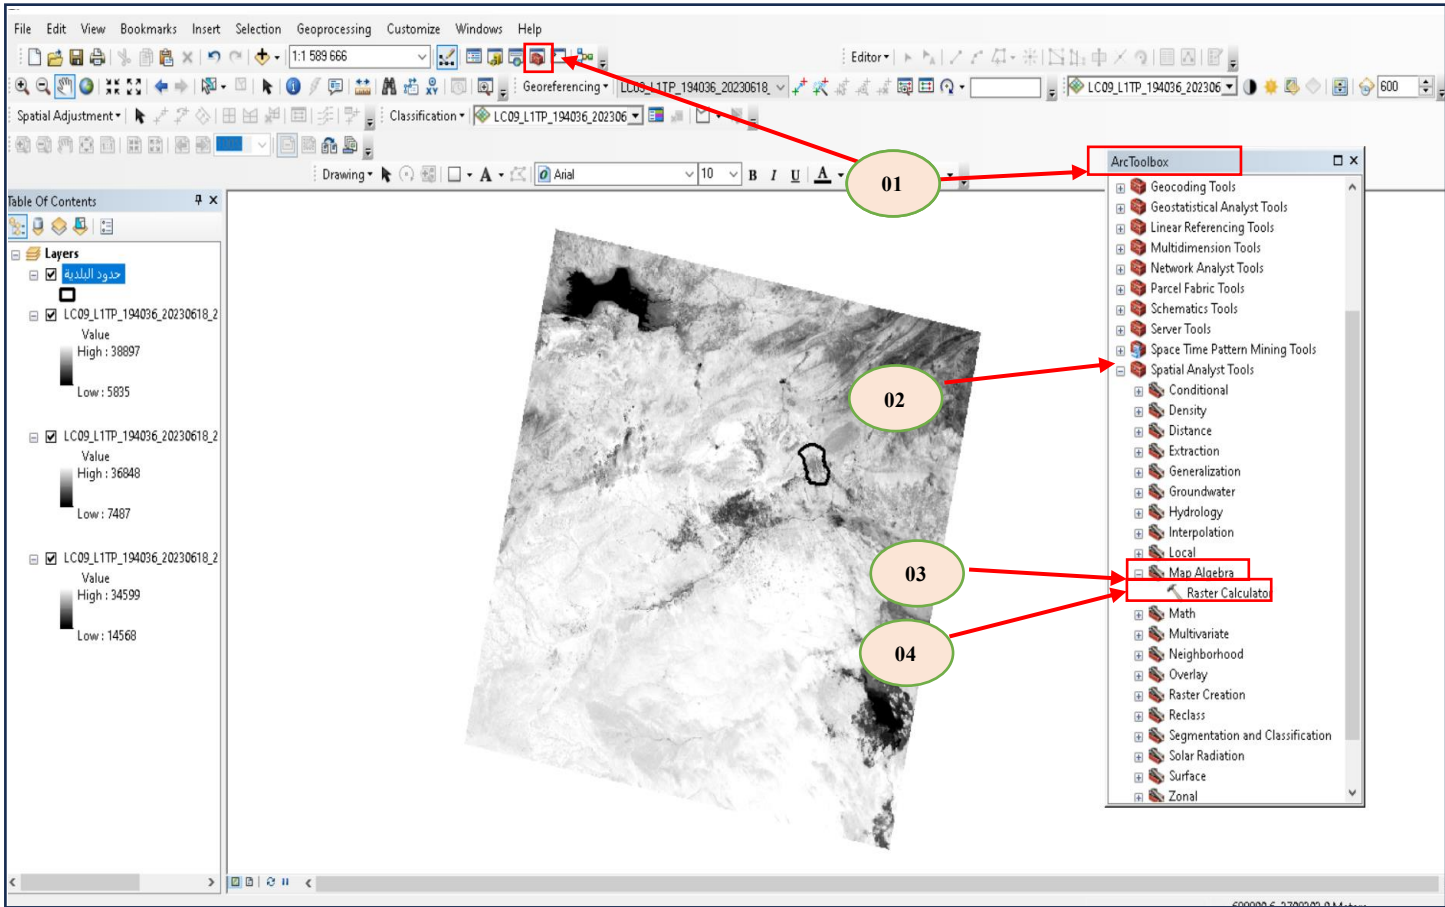 File Edit View Bookmarks Insert Selection Geoprocessing Customize Windows Help
1:1 589 666
Editor
Georeferencing LC09_L1TP_194036_20230618_
LC09_L1TP_194036_202306
600
Spatial Adjustment
Classification LC09_L1TP_194036_202306
Drawing A Arial 10 B I U A
01
ArcToolbox
Geocoding Tools
Geostatistical Analyst Tools
Linear Referencing Tools
Multidimension Tools
Network Analyst Tools
Parcel Fabric Tools
Schematics Tools
Server Tools
Space Time Pattern Mining Tools
Spatial Analyst Tools
Conditional
Density
Distance
Extraction
Generalization
Groundwater
Hydrology
Interpolation
Local
Map Algebra
Raster Calculator
Math
Multivariate
Neighborhood
Overlay
Raster Creation
Reclass
Segmentation and Classification
Solar Radiation
Surface
Zonal
02
03
04
Table Of Contents
Layers
حدود البلدية
LC09_L1TP_194036_20230618_2
Value
High : 38897
Low : 5835
LC09_L1TP_194036_20230618_2
Value
High : 36848
Low : 7487
LC09_L1TP_194036_20230618_2
Value
High : 34599
Low : 14568